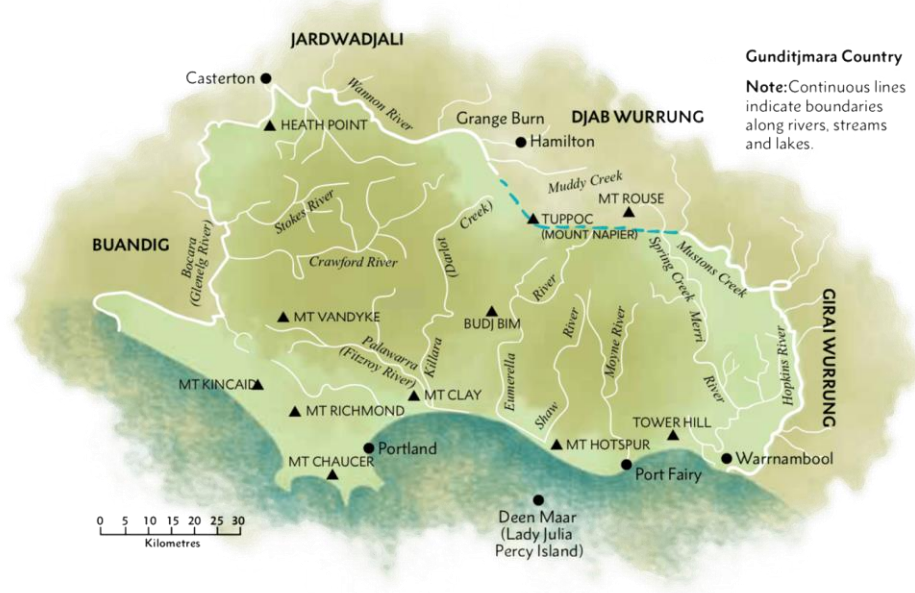 Gunditjmara Country
Note:Continuous lines
indicate boundaries
along rivers, streams
and lakes.
JARDWADJALI
Casterton
Wannon River
HEATH POINT
Grange Burn
DJAB WURRUNG
Hamilton
Muddy Creek
MT ROUSE
TUPPOC
(MOUNT NAPIER)
Stokes River
Creek)
(Darlot
Killara
BUANDIG
Bocara
(Glenelg River)
Crawford River
Spring Creek
Mustons Creek
Merri
River
GIRAI WURRUNG
Hopkins River
MT VANDYKE
BUDJ BIM
River
Eumerella
River
Shaw
Moyne River
Palawarra
(Fitzroy River)
MT KINCAID
MT CLAY
MT RICHMOND
TOWER HILL
Portland
MT HOTSPUR
Warrnambool
MT CHAUCER
Port Fairy
Deen Maar
(Lady Julia
Percy Island)
0 5 10 15 20 25 30
Kilometres